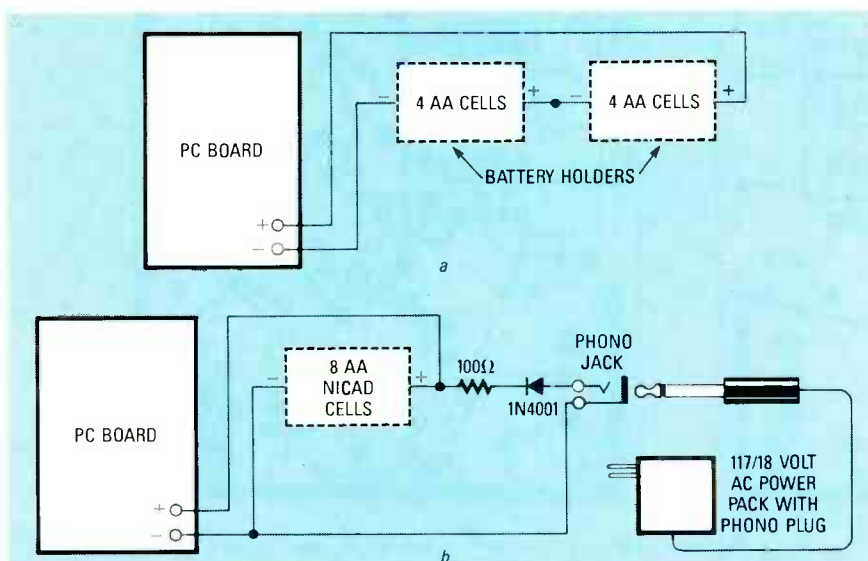 PC BOARD
4 AA CELLS
4 AA CELLS
BATTERY HOLDERS
− + − +
+
−
a
PC BOARD
8 AA
NICAD
CELLS
− +
100Ω
1N4001
PHONO
JACK
117/18 VOLT
AC POWER
PACK WITH
PHONO PLUG
+
−
b